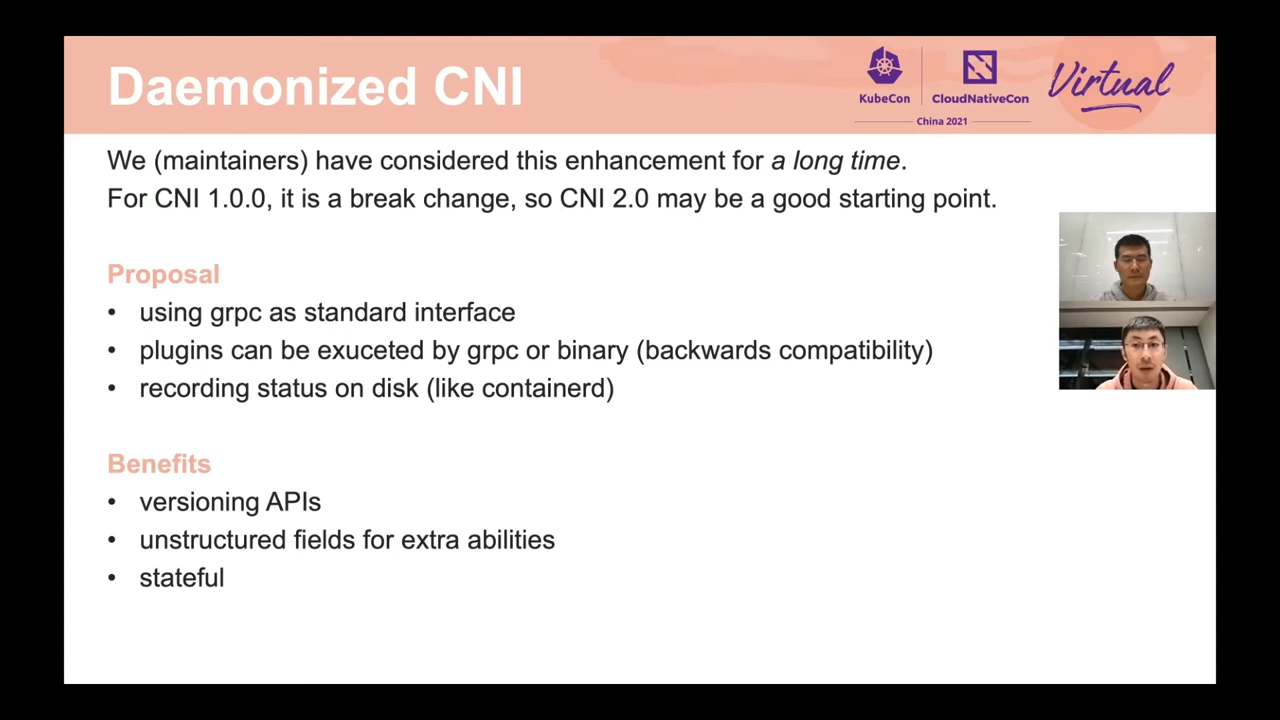 Daemonized CNI
KubeCon
CloudNativeCon
China 2021
Virtual
We (maintainers) have considered this enhancement for a long time.
For CNI 1.0.0, it is a break change, so CNI 2.0 may be a good starting point.
Proposal
• using grpc as standard interface
• plugins can be exuceted by grpc or binary (backwards compatibility)
• recording status on disk (like containerd)
Benefits
• versioning APIs
• unstructured fields for extra abilities
• stateful